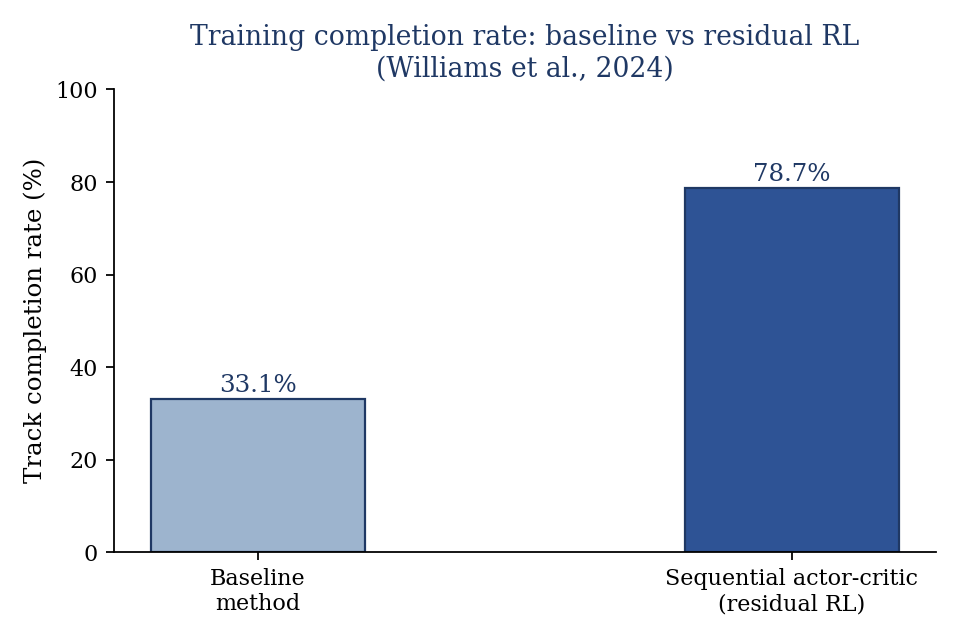 Training completion rate: baseline vs residual RL
(Williams et al., 2024)
Track completion rate (%)
100
80
60
40
20
0
33.1%
78.7%
Baseline
method
Sequential actor-critic
(residual RL)